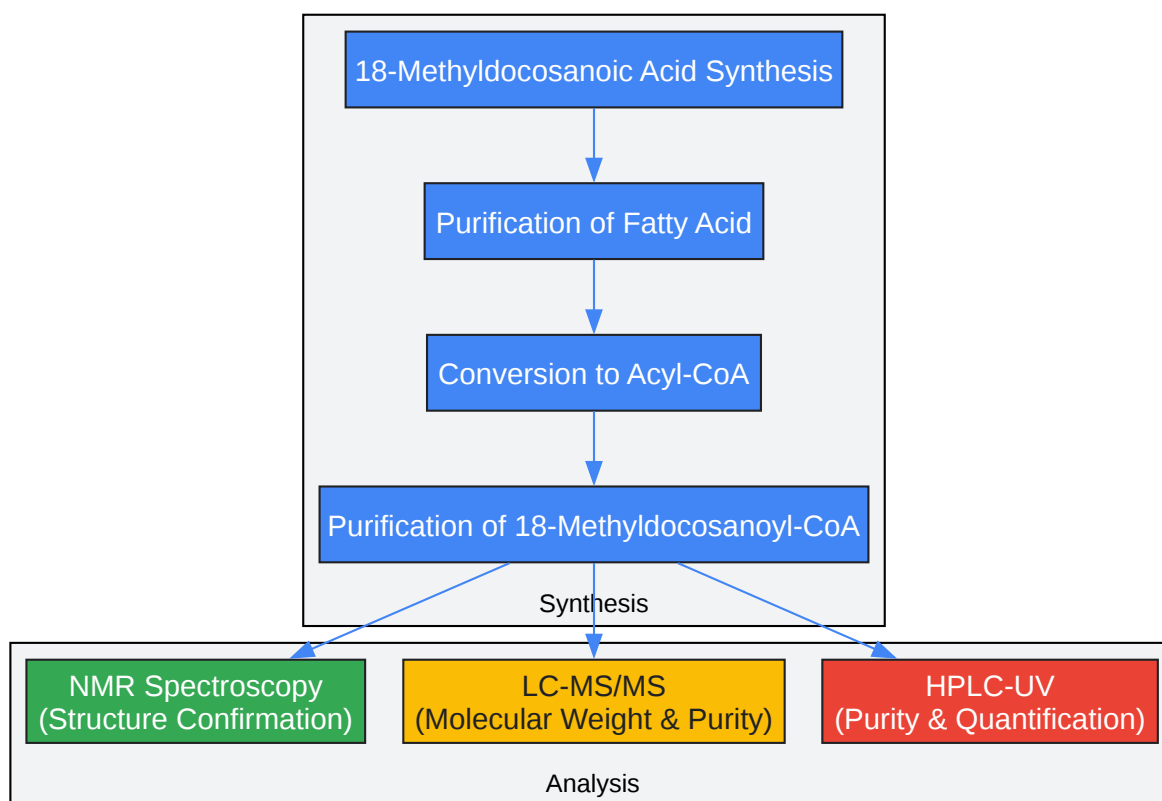 18-Methyldocosanoic Acid Synthesis
Purification of Fatty Acid
Conversion to Acyl-CoA
Purification of 18-Methyldocosanoyl-CoA
Synthesis
NMR Spectroscopy
(Structure Confirmation)
LC-MS/MS
(Molecular Weight & Purity)
HPLC-UV
(Purity & Quantification)
Analysis